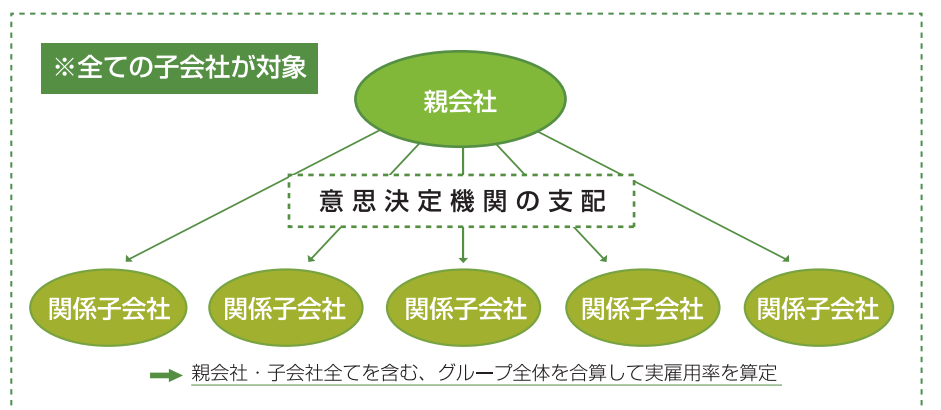 ※全ての子会社が対象
親会社
意思決定機関の支配
関係子会社
関係子会社
関係子会社
関係子会社
関係子会社
親会社・子会社全てを含む、グループ全体を合算して実雇用率を算定